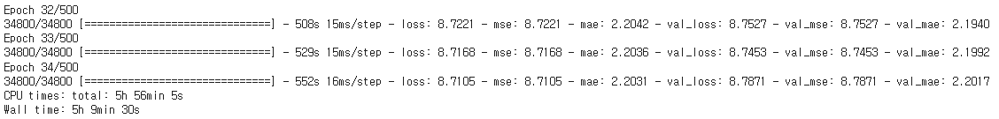 Epoch 32/500
34800/34800 [==============================] - 508s 15ms/step - loss: 8.7221 - mse: 8.7221 - mae: 2.2042 - val_loss: 8.7527 - val_mse: 8.7527 - val_mae: 2.1940
Epoch 33/500
34800/34800 [==============================] - 529s 15ms/step - loss: 8.7168 - mse: 8.7168 - mae: 2.2036 - val_loss: 8.7453 - val_mse: 8.7453 - val_mae: 2.1992
Epoch 34/500
34800/34800 [==============================] - 552s 16ms/step - loss: 8.7105 - mse: 8.7105 - mae: 2.2031 - val_loss: 8.7871 - val_mse: 8.7871 - val_mae: 2.2017
CPU times: total: 5h 56min 5s
Wall time: 5h 9min 30s